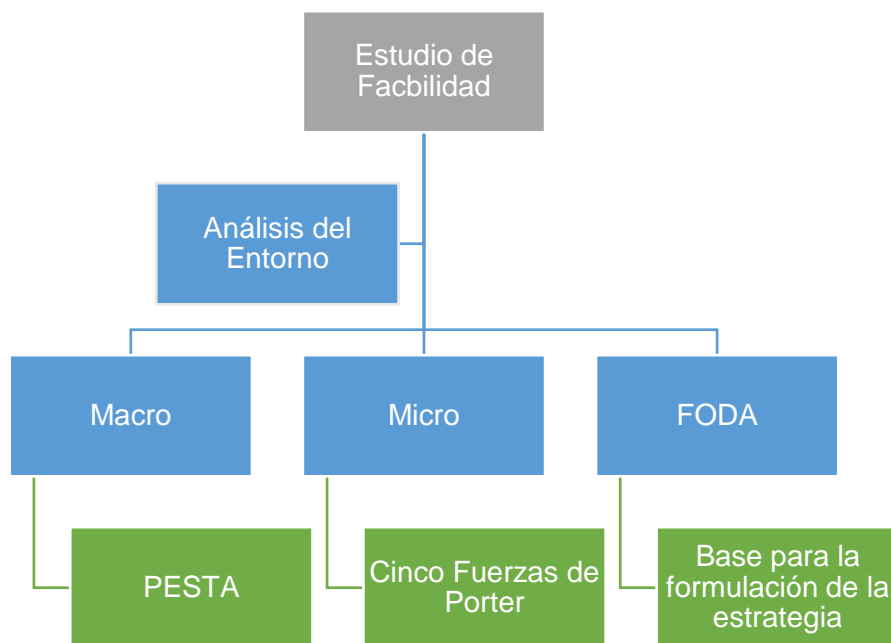 Estudio de
Facbilidad
Análisis del
Entorno
Macro
Micro
FODA
PESTA
Cinco Fuerzas de
Porter
Base para la
formulación de la
estrategia